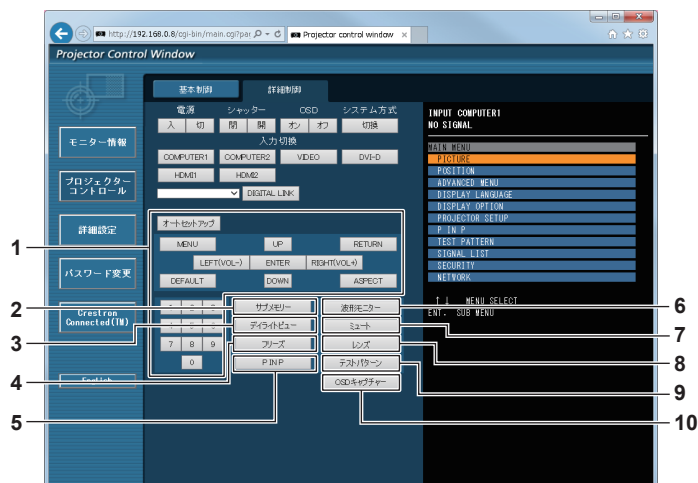 http://192.168.0.8/cgi-bin/main.cgi?pa
Projector control window
Projector Control Window
基本制御 詳細制御
電源 シャッター OSD システム方式
入 切 閉 開 オン オフ 切換
入力切換
COMPUTER1 COMPUTER2 VIDEO DVI-D
HDMI1 HDMI2
DIGITAL LINK
オートセットアップ
MENU UP RETURN
LEFT(VOL-) ENTER RIGHT(VOL+)
DEFAULT DOWN ASPECT
サブメモリー 波形モニター
デイライトビュー ミュート
7 8 9 フリーズ レンズ
0 P IN P テストパターン
OSDキャプチャー
モニター情報
プロジェクター
コントロール
詳細設定
パスワード変更
Crestron
Connected(TM)
English
INPUT COMPUTER1
NO SIGNAL
MAIN MENU
PICTURE
POSITION
ADVANCED MENU
DISPLAY LANGUAGE
DISPLAY OPTION
PROJECTOR SETUP
P IN P
TEST PATTERN
SIGNAL LIST
SECURITY
NETWORK
↑↓ MENU SELECT
ENT. SUB MENU
1
2
3
4
5
6
7
8
9
10